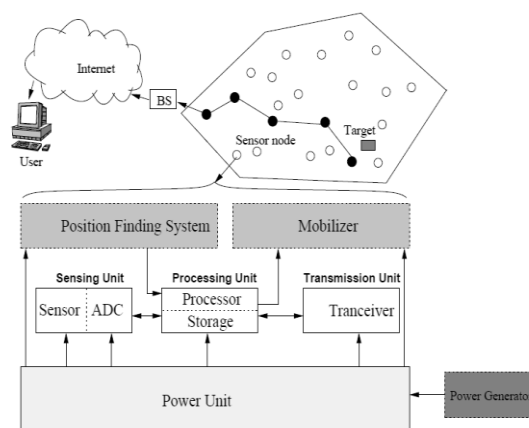 Internet
BS
User
Sensor node
Target
Position Finding System
Mobilizer
Sensing Unit
Processing Unit
Transmission Unit
Sensor
ADC
Processor
Storage
Tranceiver
Power Unit
Power Generator